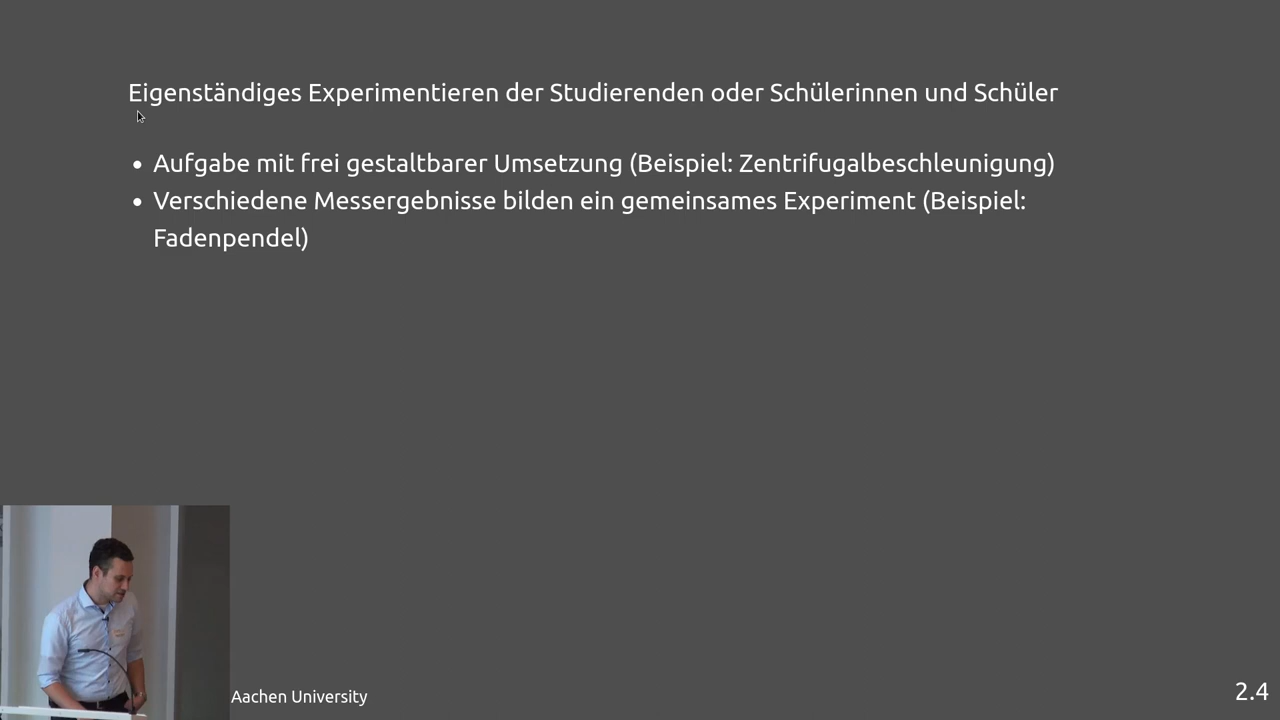 Eigenständiges Experimentieren der Studierenden oder Schülerinnen und Schüler
• Aufgabe mit frei gestaltbarer Umsetzung (Beispiel: Zentrifugalbeschleunigung)
• Verschiedene Messergebnisse bilden ein gemeinsames Experiment (Beispiel:
Fadenpendel)
Aachen University
2.4